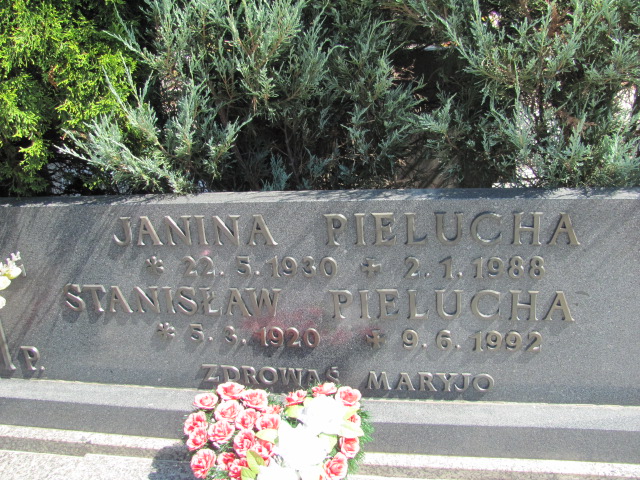 JANINA PIELUCHA
* 22. 5. 1930 + 2. 1. 1988
STANISŁAW PIELUCHA
* 5. 3. 1920 * 9. 6. 1992
ZDROWAŚ MARYJO
P.